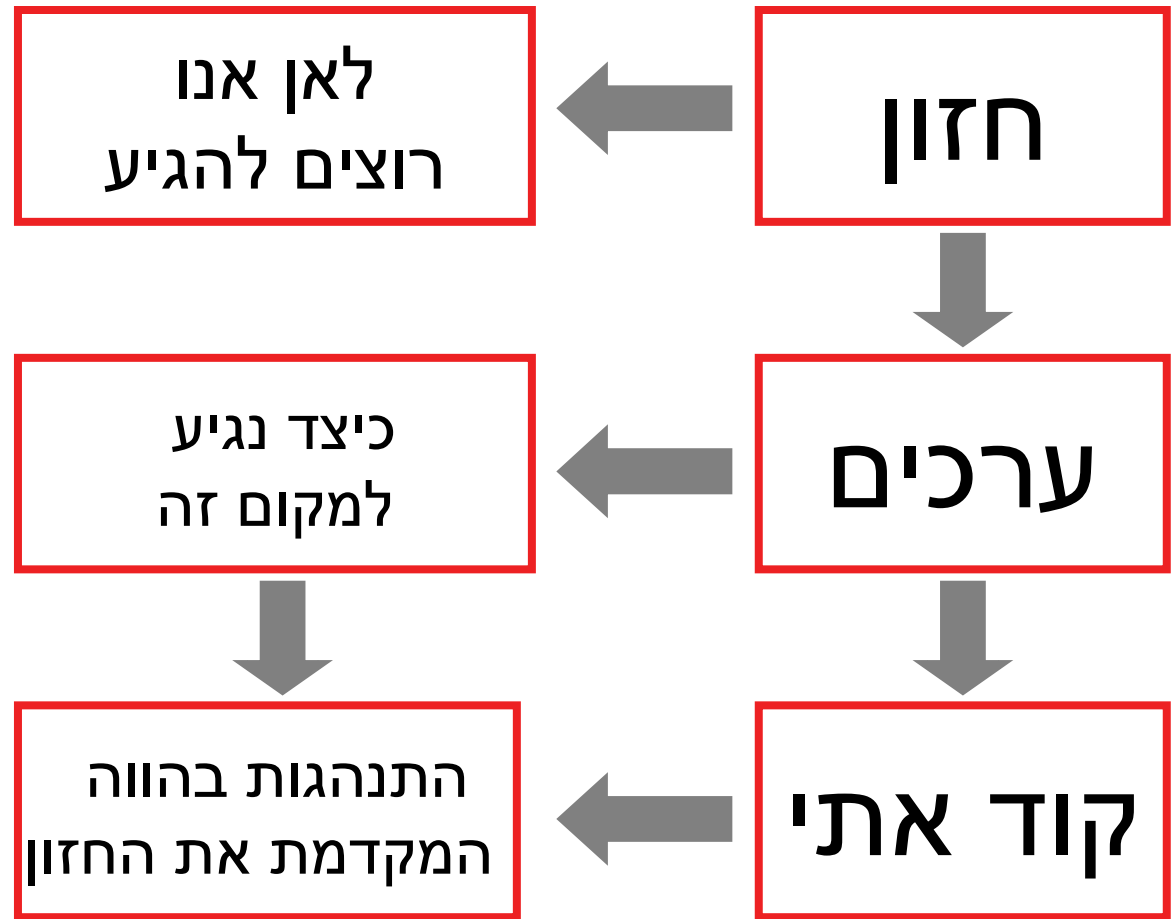 חזון
לאן אנו
רוצים להגיע
ערכים
כיצד נגיע
למקום זה
קוד אתי
התנהגות בהווה
המקדמת את החזון